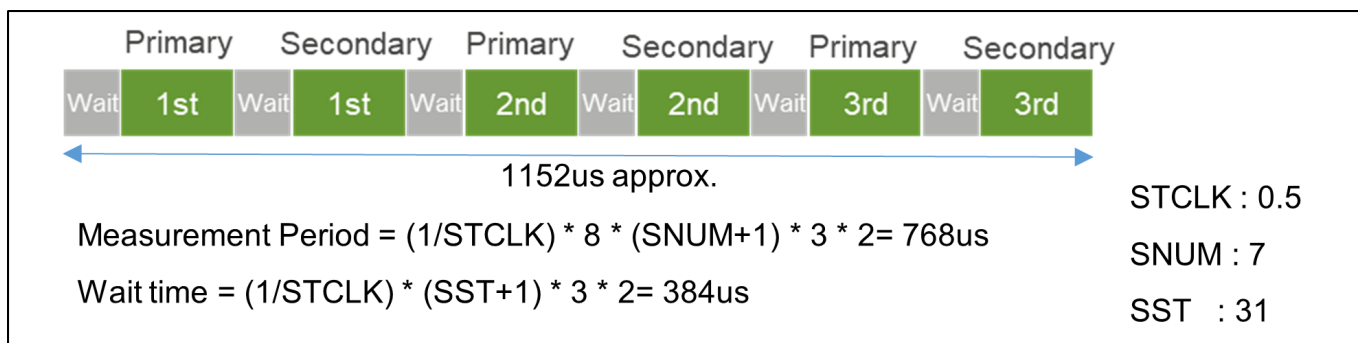 Primary Secondary Primary Secondary Primary Secondary
Wait 1st Wait 1st Wait 2nd Wait 2nd Wait 3rd Wait 3rd
1152us approx.
Measurement Period = (1/STCLK) * 8 * (SNUM+1) * 3 * 2= 768us
Wait time = (1/STCLK) * (SST+1) * 3 * 2= 384us
STCLK : 0.5
SNUM : 7
SST : 31